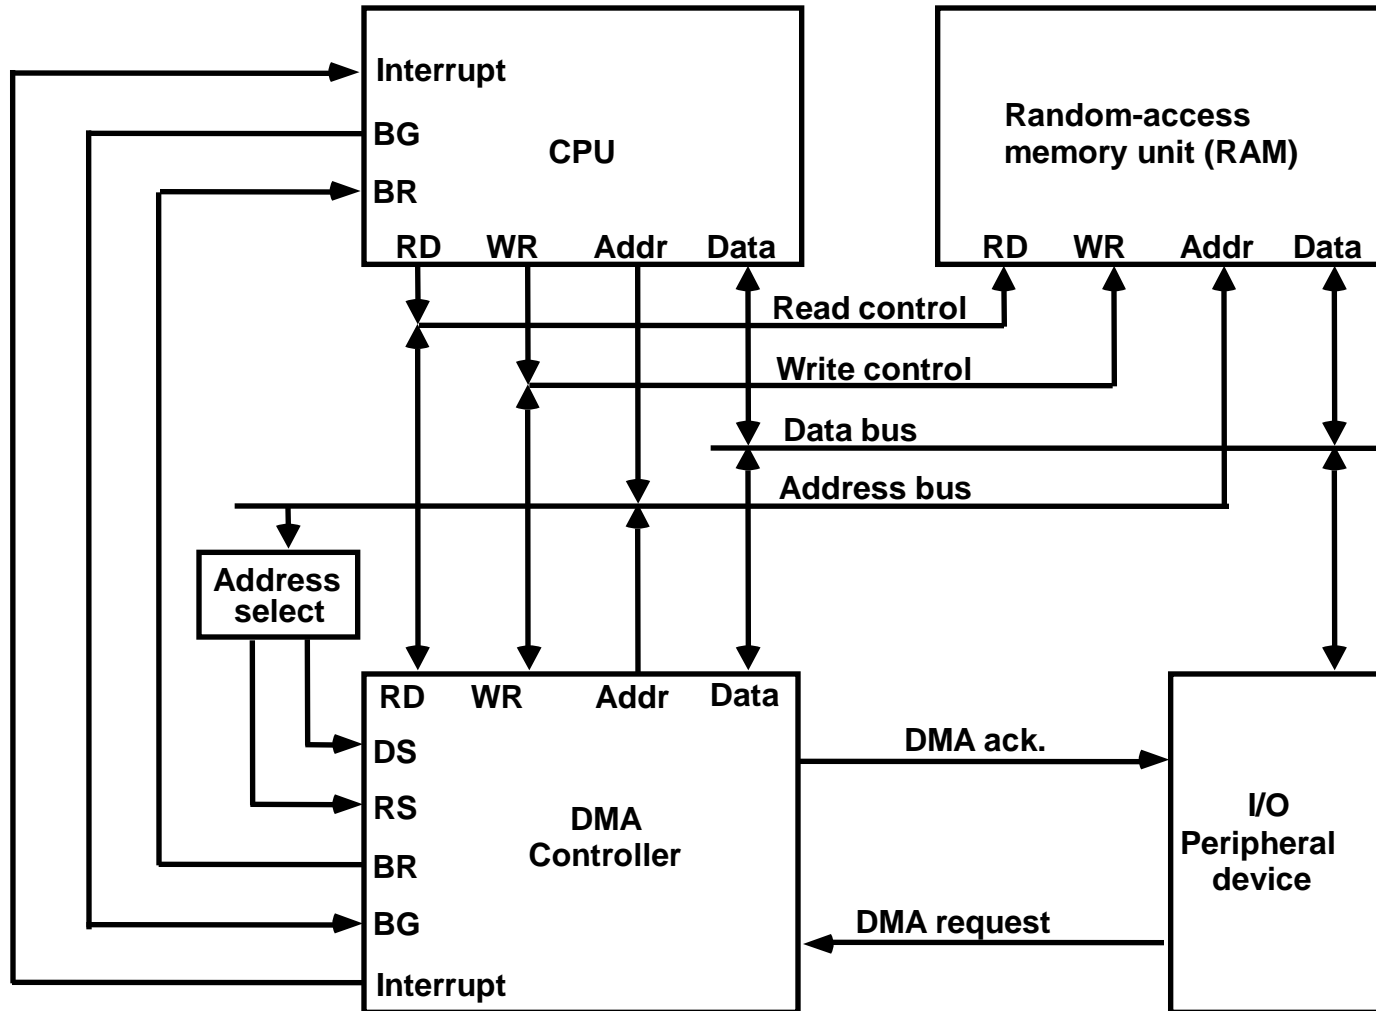 Interrupt
BG
CPU
BR
RD WR Addr Data
Random-access
memory unit (RAM)
RD WR Addr Data
Read control
Write control
Data bus
Address bus
Address
select
RD WR Addr Data
DS
RS
BR
BG
Interrupt
DMA
Controller
DMA ack.
DMA request
I/O
Peripheral
device